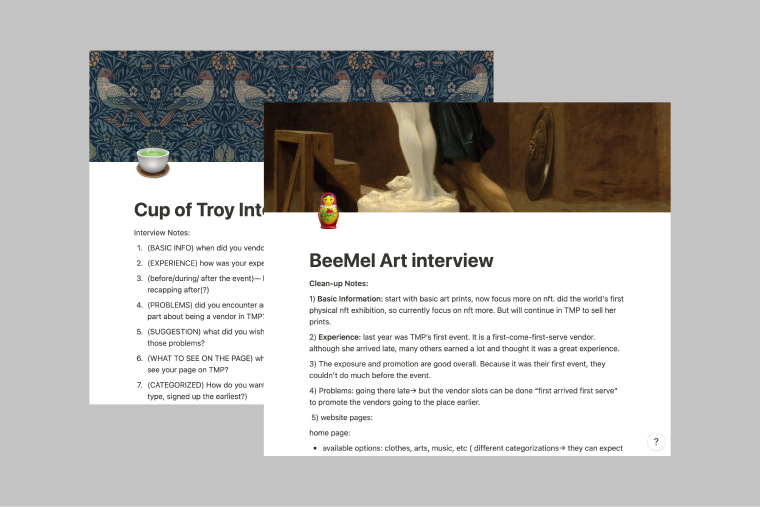 Cup of Troy Inte
Interview Notes:
1. (BASIC INFO) when did you vendo
2. (EXPERIENCE) how was your expe
3. (before/during/ after the event)—
recapping after(?)
4. (PROBLEMS) did you encounter a
part about being a vendor in TMP
5. (SUGGESTION) what did you wish
those problems?
6. (WHAT TO SEE ON THE PAGE) wh
see your page on TMP?
7. (CATEGORIZED) How do you want
type, signed up the earliest?)
BeeMel Art interview
Clean-up Notes:
1) Basic Information: start with basic art prints, now focus more on nft. did the world's first
physical nft exhibition, so currently focus on nft more. But will continue in TMP to sell her
prints.
2) Experience: last year was TMP's first event. It is a first-come-first-serve vendor.
although she arrived late, many others earned a lot and thought it was a great experience.
3) The exposure and promotion are good overall. Because it was their first event, they
couldn't do much before the event.
4) Problems: going there late→ but the vendor slots can be done "first arrived first serve"
to promote the vendors going to the place earlier.
5) website pages:
home page:
• available options: clothes, arts, music, etc ( different categorizations→ they can expect
?